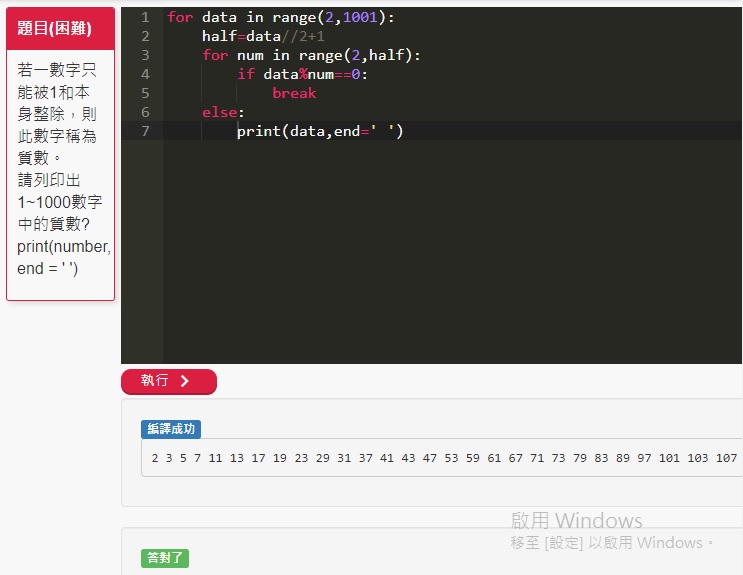 題目(困難)
若一數字只
能被1和本
身整除，則
此數字稱為
質數。
請列印出
1~1000數字
中的質數?
print(number,
end = ' ')
1 for data in range(2,1001):
2     half=data//2+1
3     for num in range(2,half):
4         if data%num==0:
5             break
6     else:
7         print(data,end=' ')
執行
編譯成功
2 3 5 7 11 13 17 19 23 29 31 37 41 43 47 53 59 61 67 71 73 79 83 89 97 101 103 107
啟用 Windows
移至 [設定] 以啟用 Windows。
答對了